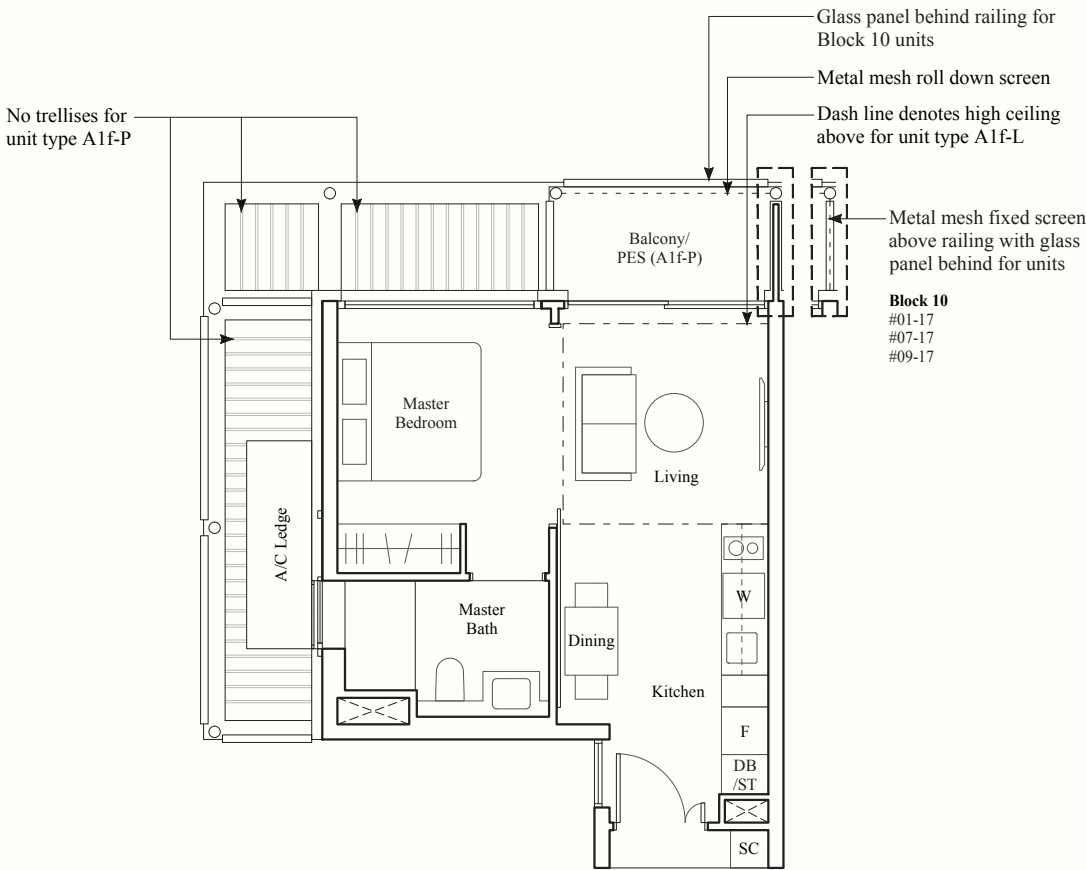 Glass panel behind railing for
Block 10 units
Metal mesh roll down screen
No trellises for
unit type A1f-P
Dash line denotes high ceiling
above for unit type A1f-L
Metal mesh fixed screen
above railing with glass
panel behind for units
Block 10
#01-17
#07-17
#09-17
Balcony/
PES (A1f-P)
Master
Bedroom
Living
A/C Ledge
Master
Bath
Dining
W
Kitchen
F
DB
/ST
SC